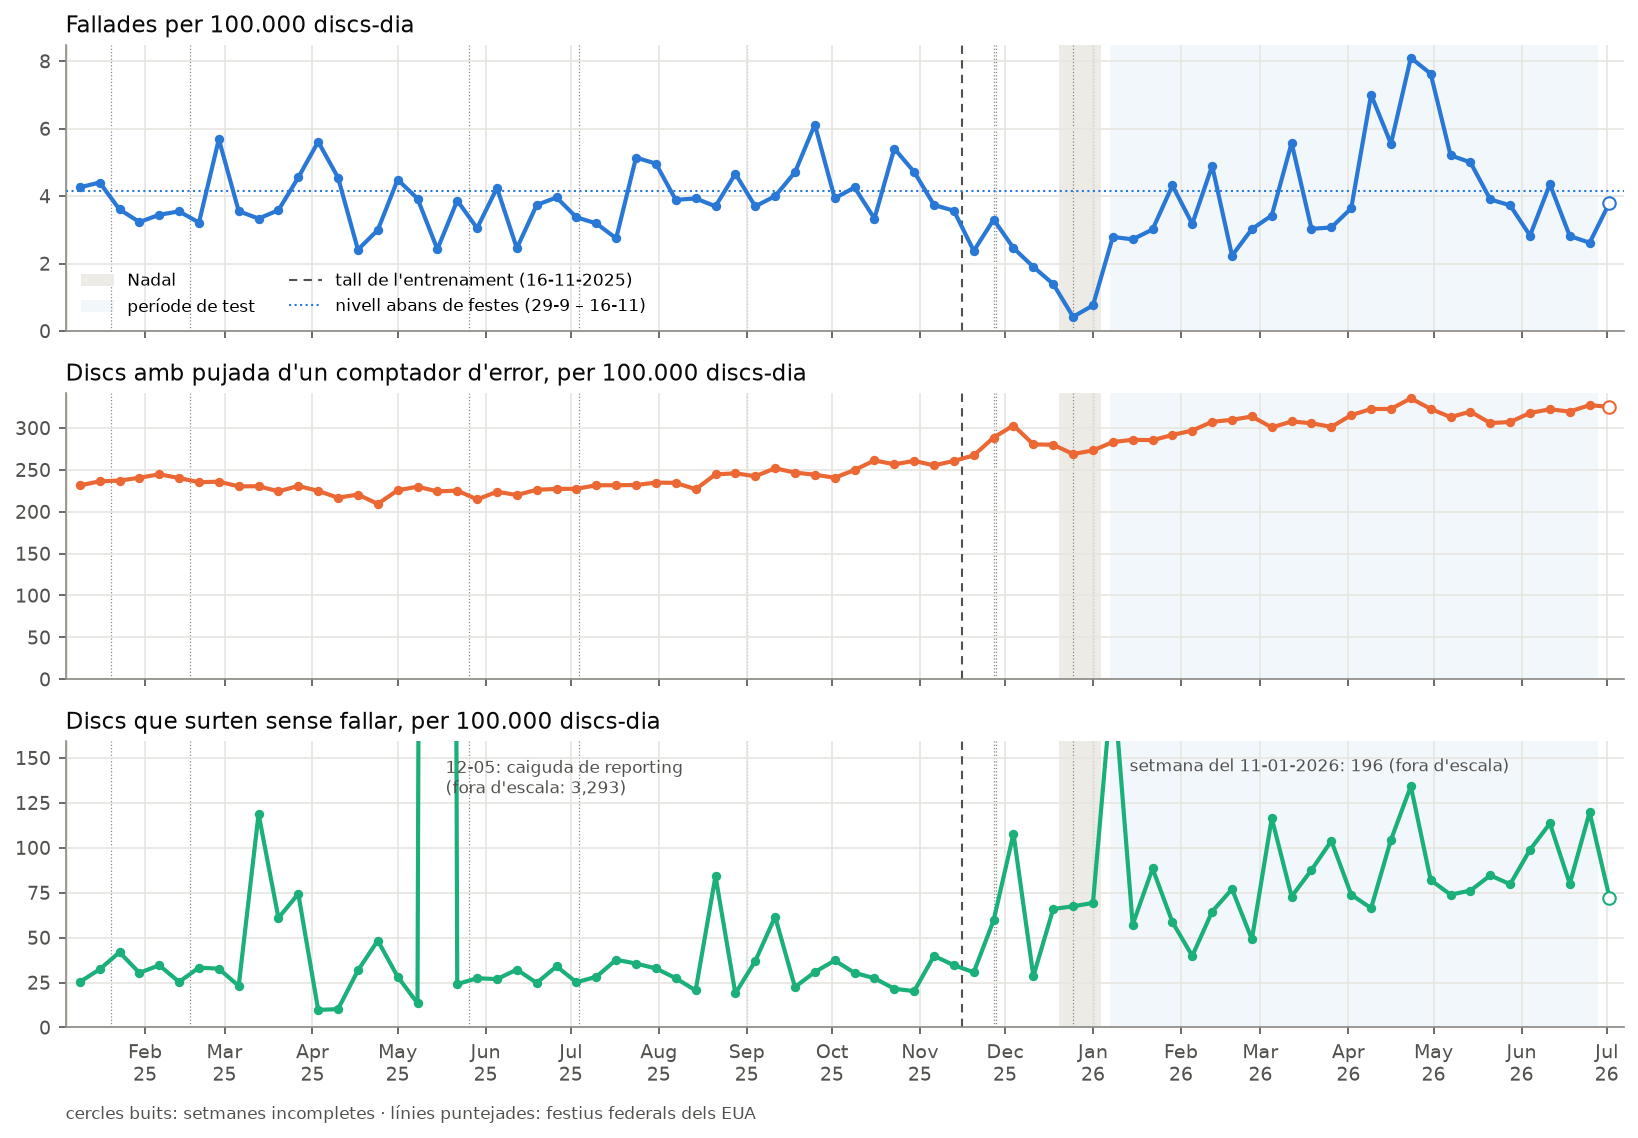 Fallades per 100.000 discs-dia
8
6
4
2
0
Nadal
període de test
tall de l'entrenament (16-11-2025)
nivell abans de festes (29-9 – 16-11)
Discs amb pujada d'un comptador d'error, per 100.000 discs-dia
300
250
200
150
100
50
0
Discs que surten sense fallar, per 100.000 discs-dia
150
125
100
75
50
25
0
12-05: caiguda de reporting
(fora d'escala: 3,293)
setmana del 11-01-2026: 196 (fora d'escala)
Feb Mar Apr May Jun Jul Aug Sep Oct Nov Dec Jan Feb Mar Apr May Jun Jul
25 25 25 25 25 25 25 25 25 25 25 26 26 26 26 26 26 26
cercles buits: setmanes incompletes · línies puntejades: festius federals dels EUA